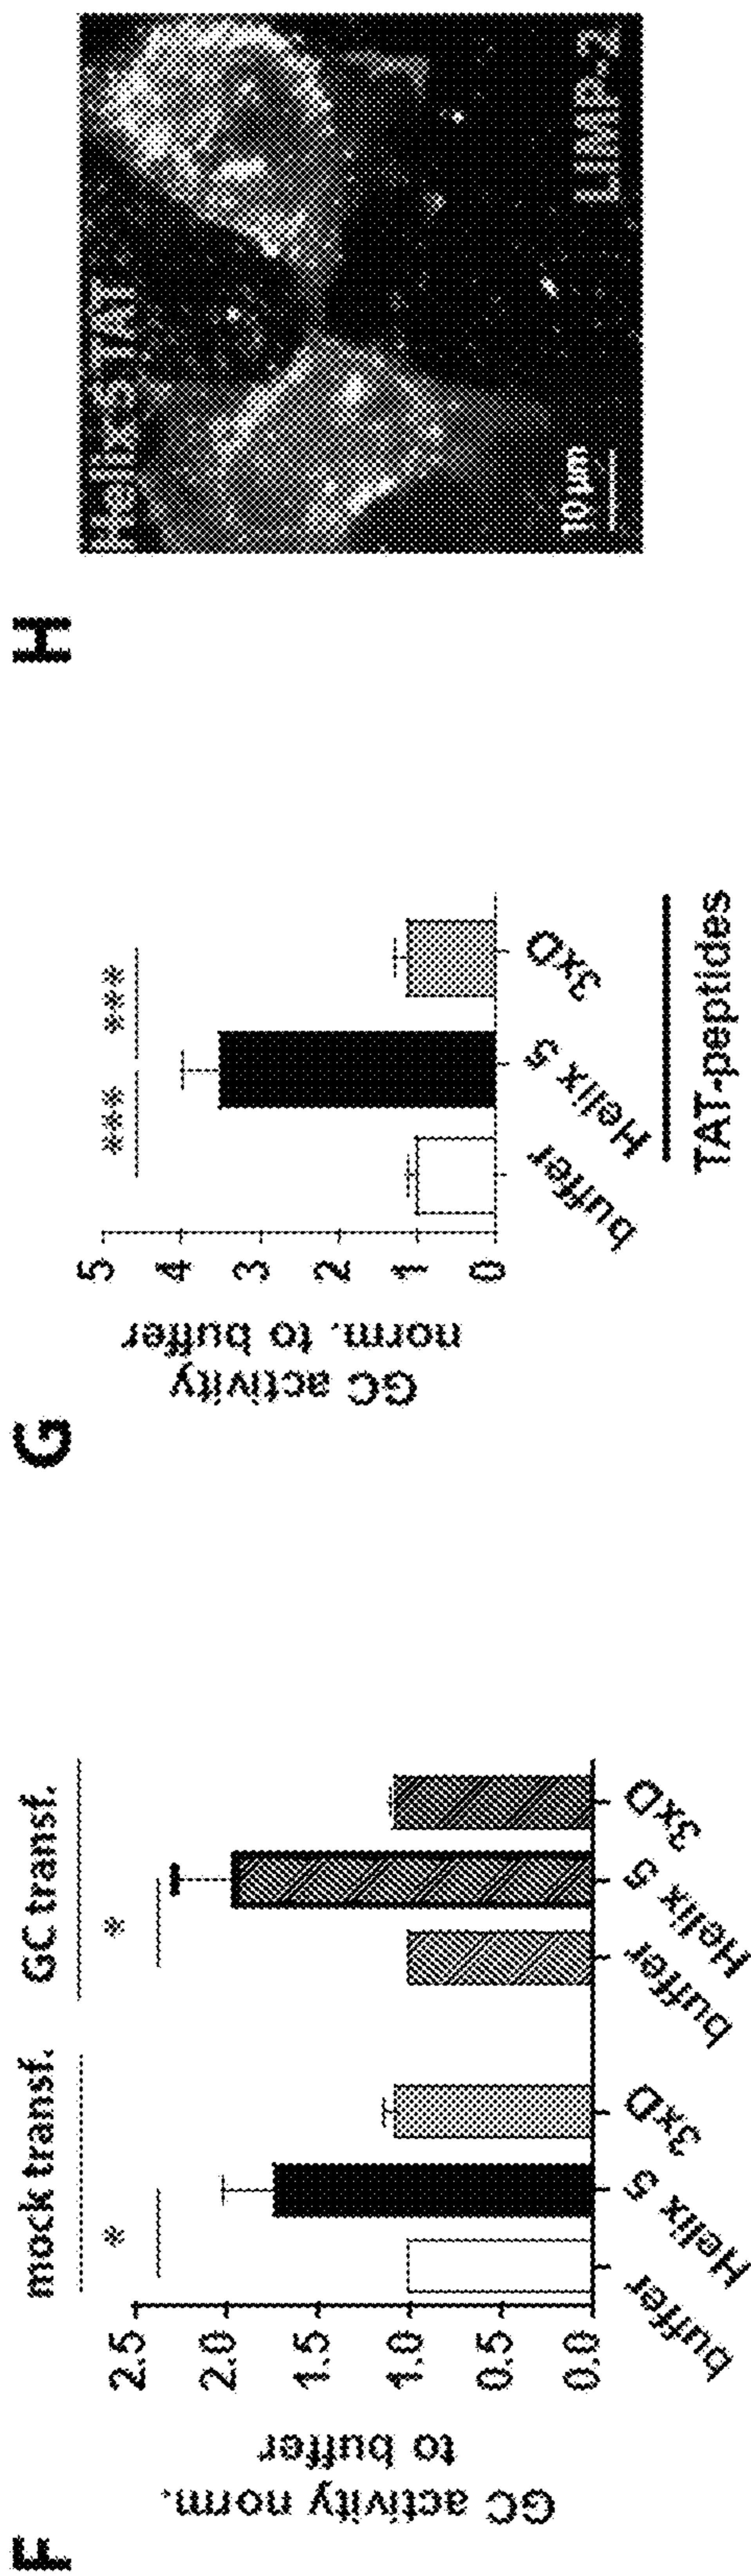 F
GC activity norm.
to buffer
2.5
2.0
1.5
1.0
0.5
0.0
mock transf.
GC transf.
*
*
buffer
Helix 5
3xD
buffer
Helix 5
3xD
G
GC activity
norm. to buffer
5
4
3
2
1
0
***
***
buffer
Helix 5
3xD
TAT-peptides
H
LIMP-2
10 µm